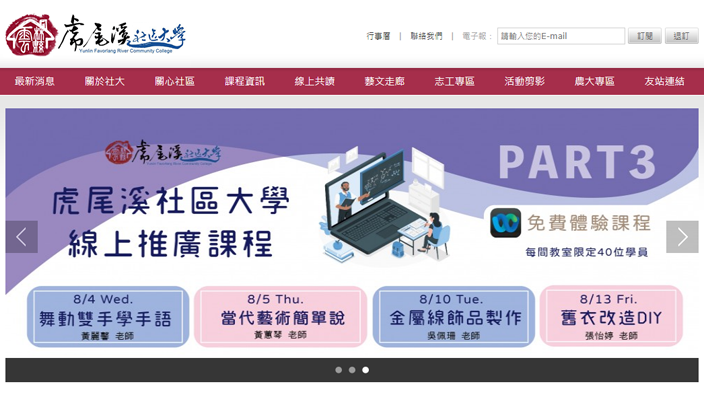 虎尾溪社區大學
Yunlin Favorlang River Community College
行事曆 | 聯絡我們 | 電子報： 請輸入您的E-mail 訂閱 退訂
最新消息 關於社大 關心社區 課程資訊 線上共讀 藝文走廊 志工專區 活動剪影 農大專區 友站連結
虎尾溪社區大學
PART3
虎尾溪社區大學
線上推廣課程
免費體驗課程
每間教室限定40位學員
8/4 Wed.
舞動雙手學手語
黃麗馨 老師
8/5 Thu.
當代藝術簡單說
黃蕙琴 老師
8/10 Tue.
金屬線飾品製作
吳佩珊 老師
8/13 Fri.
舊衣改造DIY
張怡婷 老師